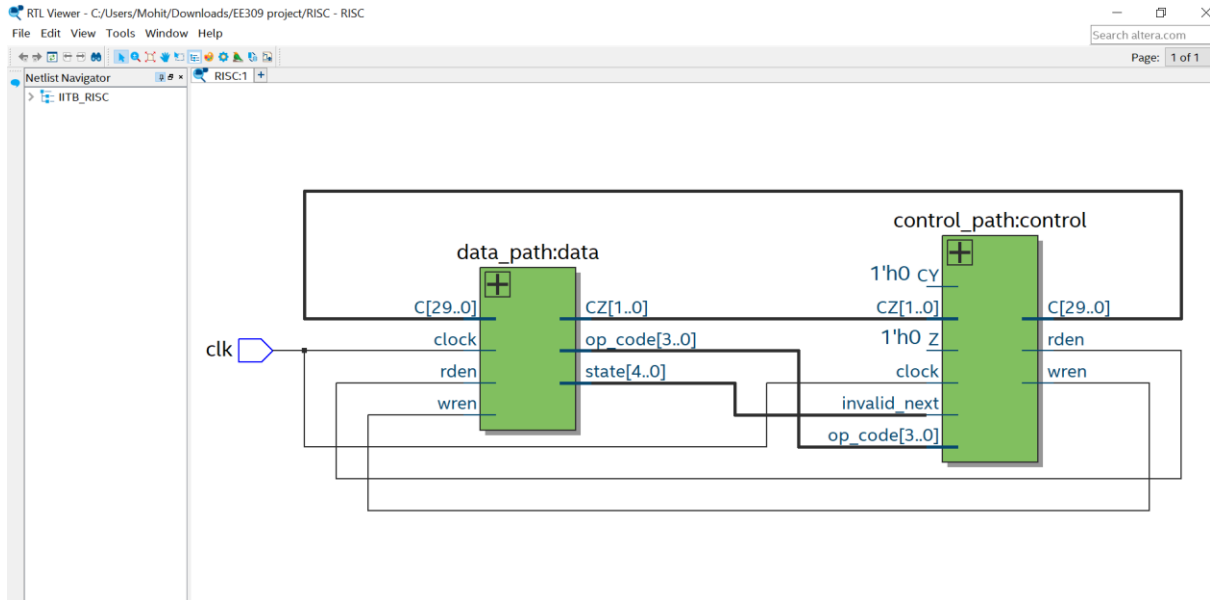 RTL Viewer - C:/Users/Mohit/Downloads/EE309 project/RISC - RISC
File Edit View Tools Window Help
Search altera.com
Page: 1 of 1
Netlist Navigator
RISC:1
IITB_RISC
control_path:control
data_path:data
1'h0 CY
C[29..0] CZ[1..0] CZ[1..0] C[29..0]
clk
clock op_code[3..0] 1'h0 Z rden
rden state[4..0] clock wren
wren invalid_next
op_code[3..0]